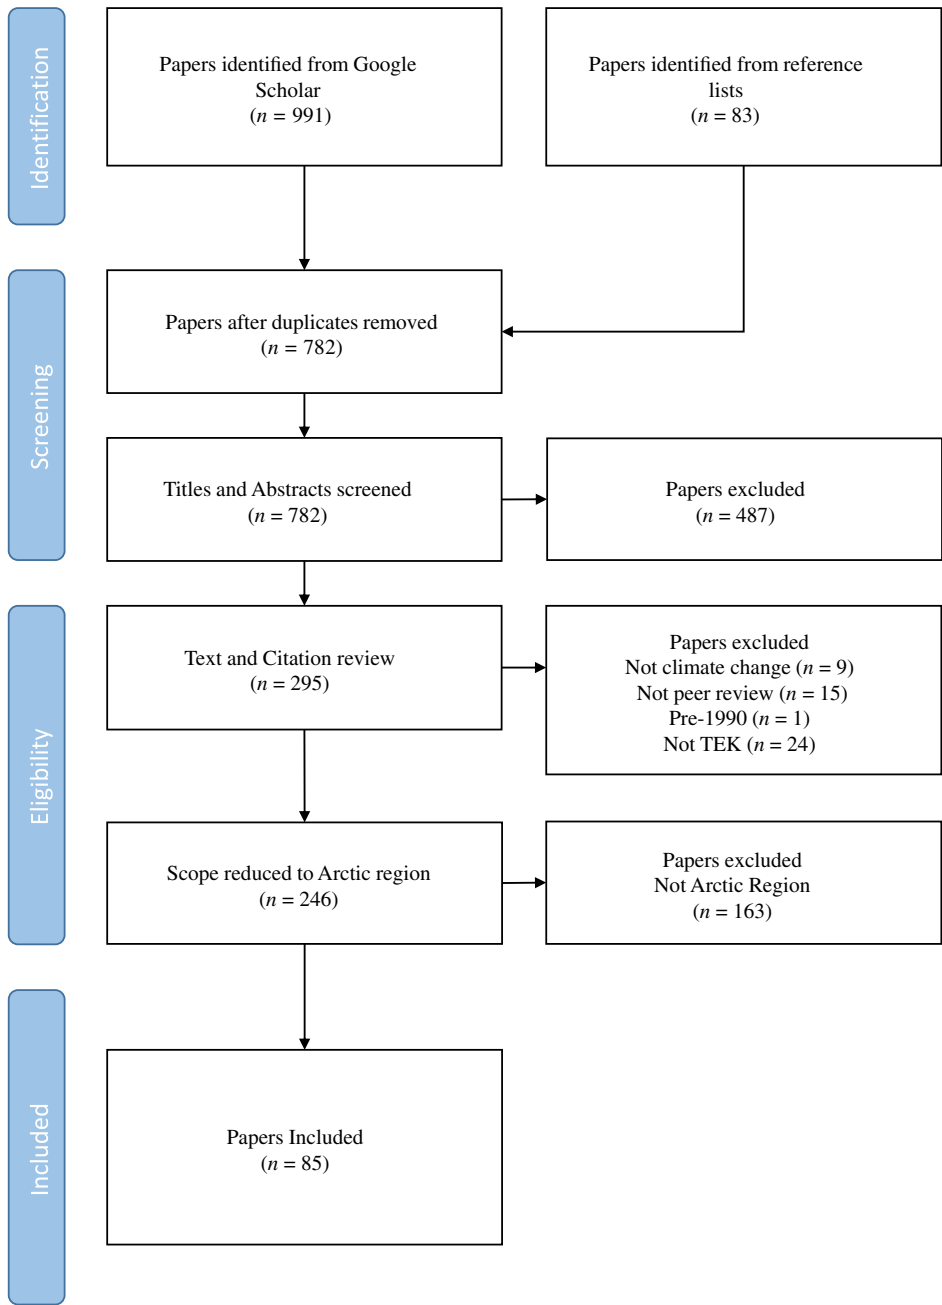 Identification
Papers identified from Google
Scholar
(n = 991)
Papers identified from reference
lists
(n = 83)
Screening
Papers after duplicates removed
(n = 782)
Titles and Abstracts screened
(n = 782)
Papers excluded
(n = 487)
Eligibility
Text and Citation review
(n = 295)
Papers excluded
Not climate change (n = 9)
Not peer review (n = 15)
Pre-1990 (n = 1)
Not TEK (n = 24)
Scope reduced to Arctic region
(n = 246)
Papers excluded
Not Arctic Region
(n = 163)
Included
Papers Included
(n = 85)